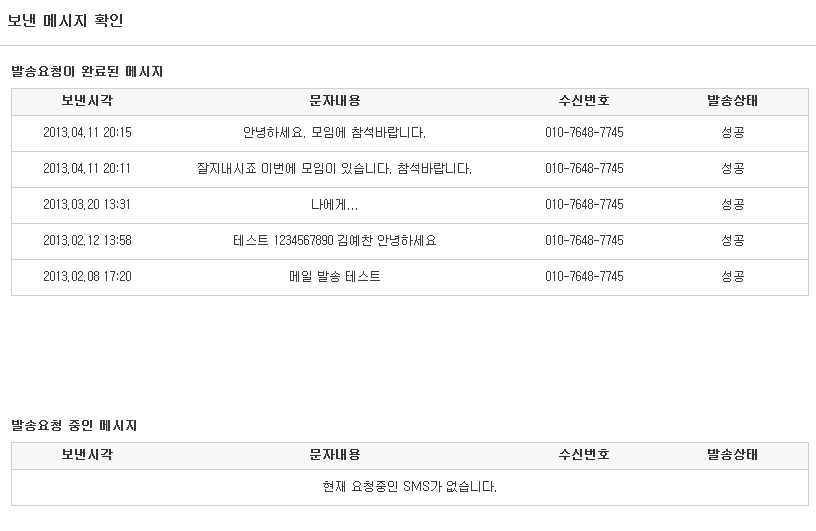 보낸 메시지 확인
발송요청이 완료된 메시지
보낸시각 문자내용 수신번호 발송상태
2013.04.11 20:15 안녕하세요. 모임에 참석바랍니다. 010-7648-7745 성공
2013.04.11 20:11 잘지내시죠 이번에 모임이 있습니다. 참석바랍니다. 010-7648-7745 성공
2013.03.20 13:31 나에게... 010-7648-7745 성공
2013.02.12 13:58 테스트 1234567890 김예찬 안녕하세요 010-7648-7745 성공
2013.02.08 17:20 메일 발송 테스트 010-7648-7745 성공
발송요청 중인 메시지
보낸시각 문자내용 수신번호 발송상태
현재 요청중인 SMS가 없습니다.